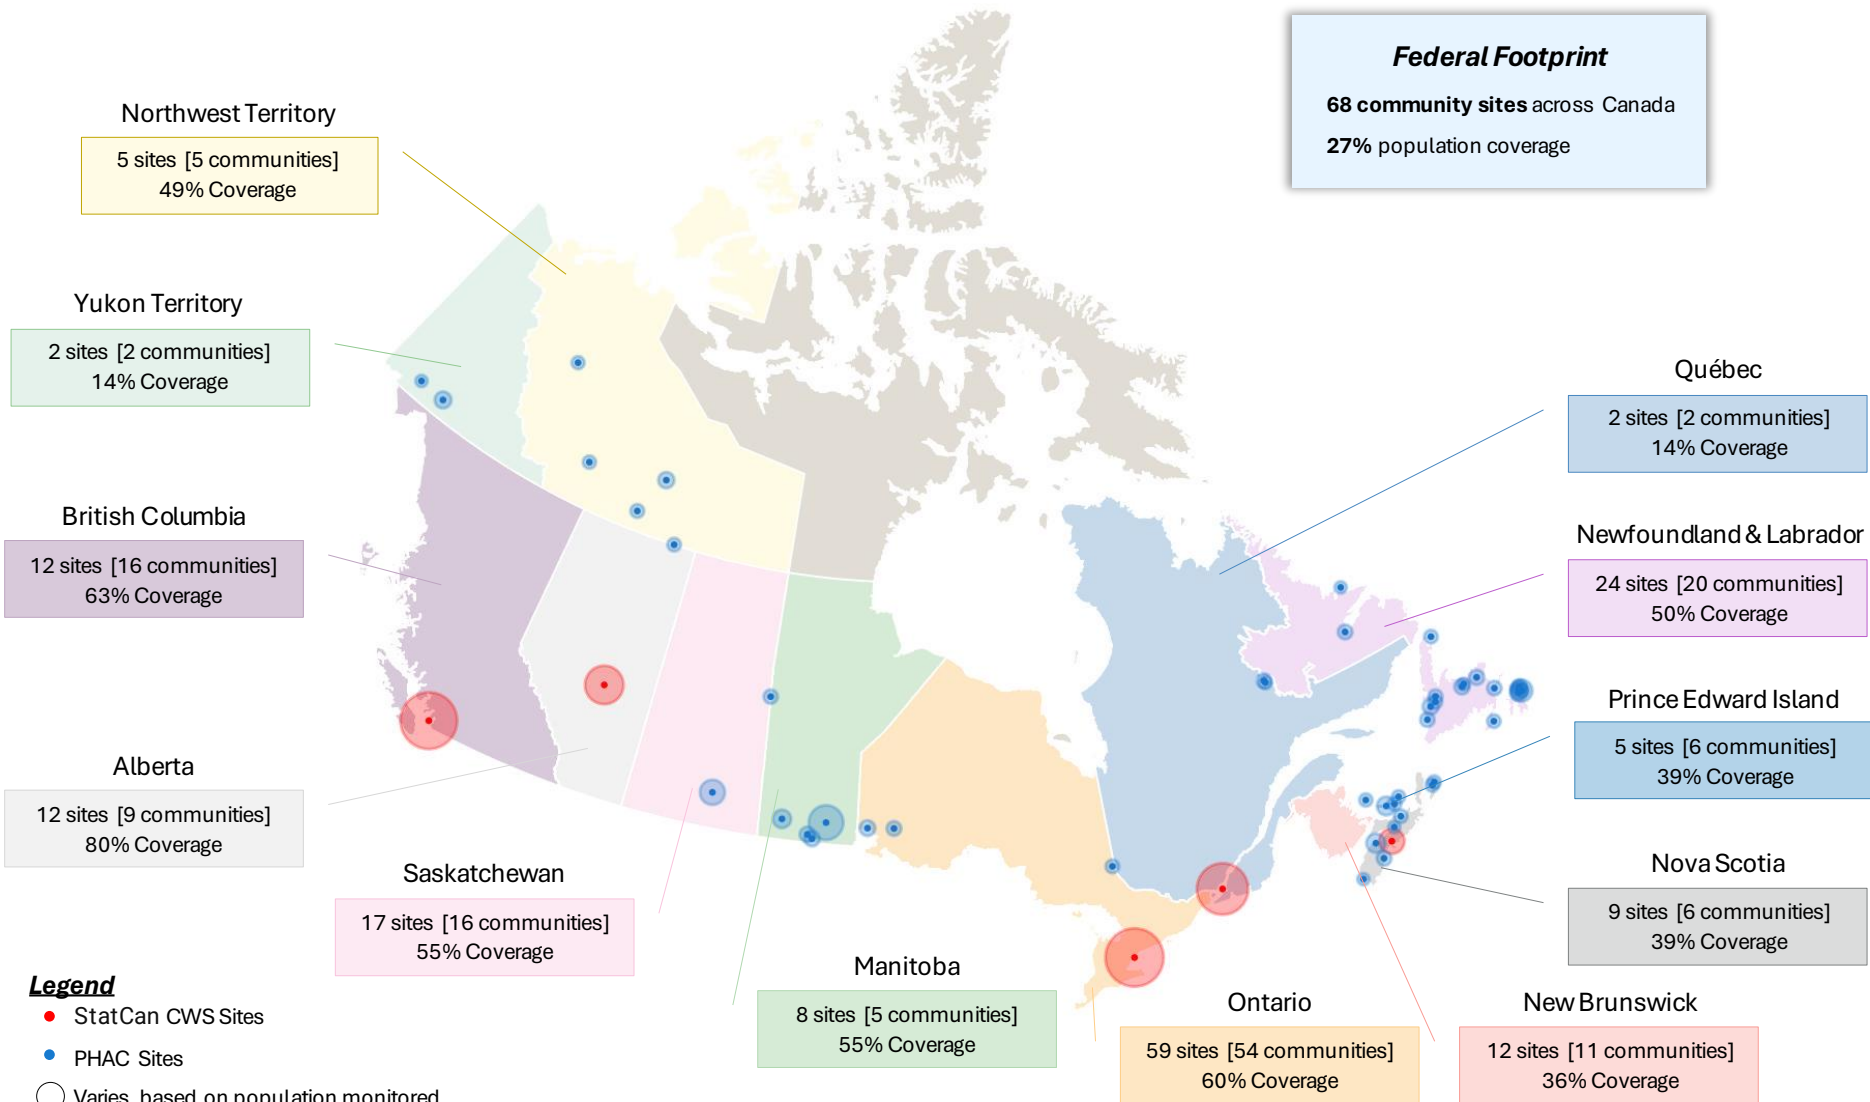 Federal Footprint
68 community sites across Canada
27% population coverage
Northwest Territory
5 sites [5 communities]
49% Coverage
Yukon Territory
2 sites [2 communities]
14% Coverage
British Columbia
12 sites [16 communities]
63% Coverage
Alberta
12 sites [9 communities]
80% Coverage
Saskatchewan
17 sites [16 communities]
55% Coverage
Manitoba
8 sites [5 communities]
55% Coverage
Ontario
59 sites [54 communities]
60% Coverage
New Brunswick
12 sites [11 communities]
36% Coverage
Québec
2 sites [2 communities]
14% Coverage
Newfoundland & Labrador
24 sites [20 communities]
50% Coverage
Prince Edward Island
5 sites [6 communities]
39% Coverage
Nova Scotia
9 sites [6 communities]
39% Coverage
Legend
StatCan CWS Sites
PHAC Sites
Varies, based on population monitored